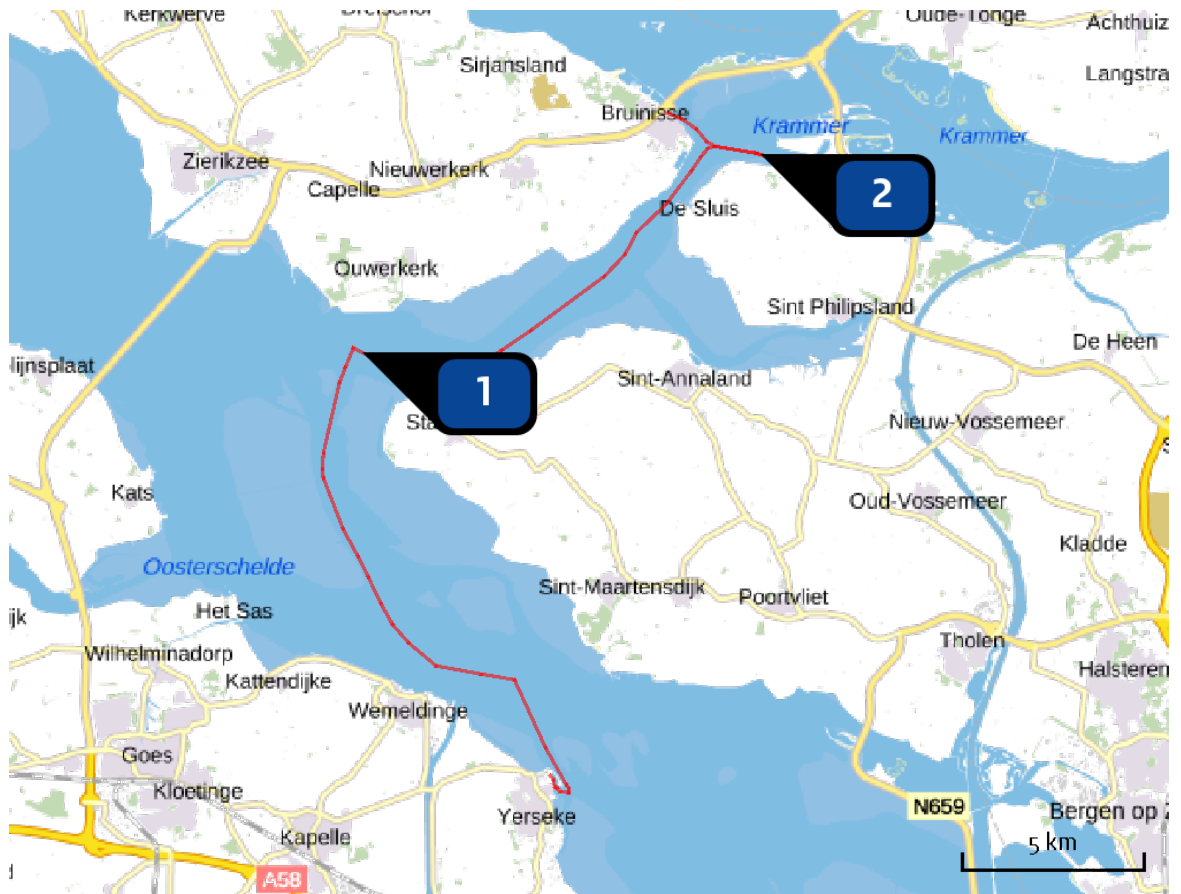 Kerkwerve
Oude-Tonge
Achthuiz
Sirjansland
Langstra
Bruinisse
Krammer
Krammer
Zierikzee
Nieuwerkerk
Capelle
2
De Sluis
Ouwerkerk
Sint Philipsland
De Heen
lijnsplaat
Sint-Annaland
1
Sta
Nieuw-Vossemeer
Kats
Oud-Vossemeer
Kladde
Oosterschelde
Sint-Maartensdijk
Poortvliet
Het Sas
ijk
Tholen
Wilhelminadorp
Kattendijke
Halsteren
Wemeldinge
Goes
Kloetinge
Yerseke
N659
Bergen op Z
Kapelle
5 km
A58